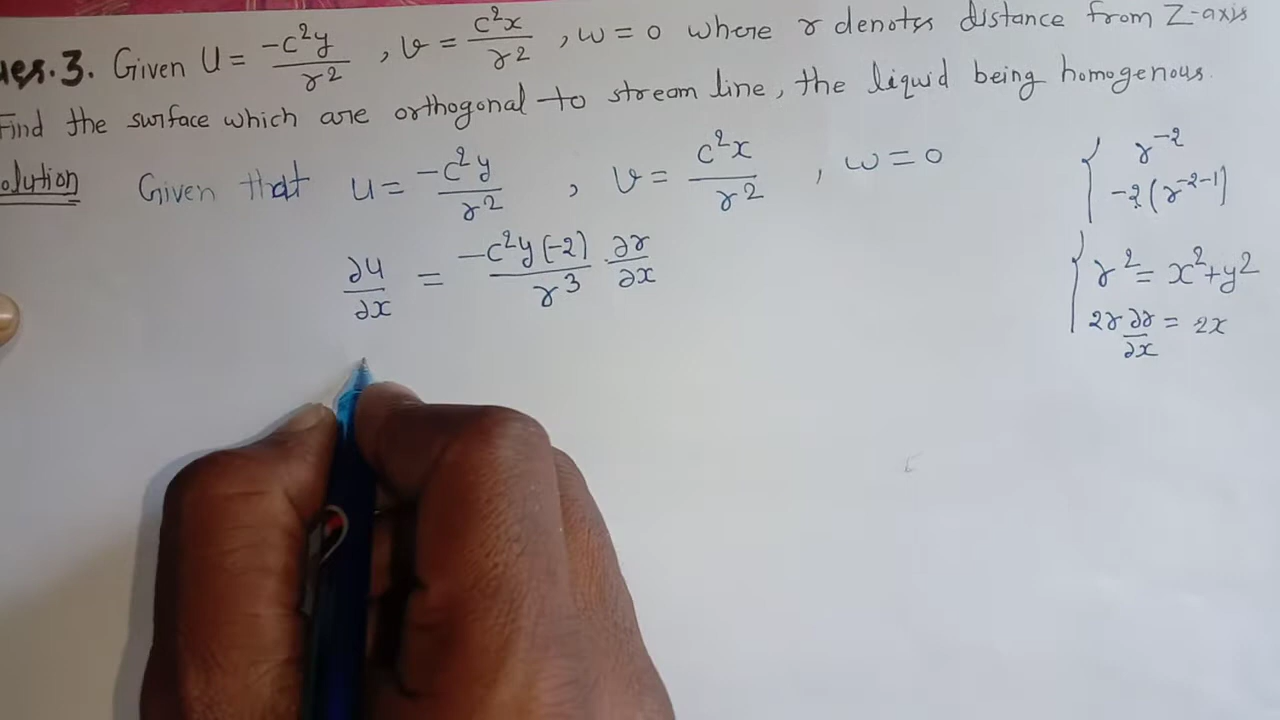 ues.3. Given U = -c²y/r² , v = c²x/r² , w = 0 where r denotes distance from Z-axis
Find the surface which are orthogonal to stream line, the liquid being homogenous.
olution Given that u = -c²y/r² , v = c²x/r² , w = 0
∂u/∂x = -c²y(-2)/r³ . ∂r/∂x
r⁻²
-2(r⁻²⁻¹)
r² = x²+y²
2r ∂r/∂x = 2x